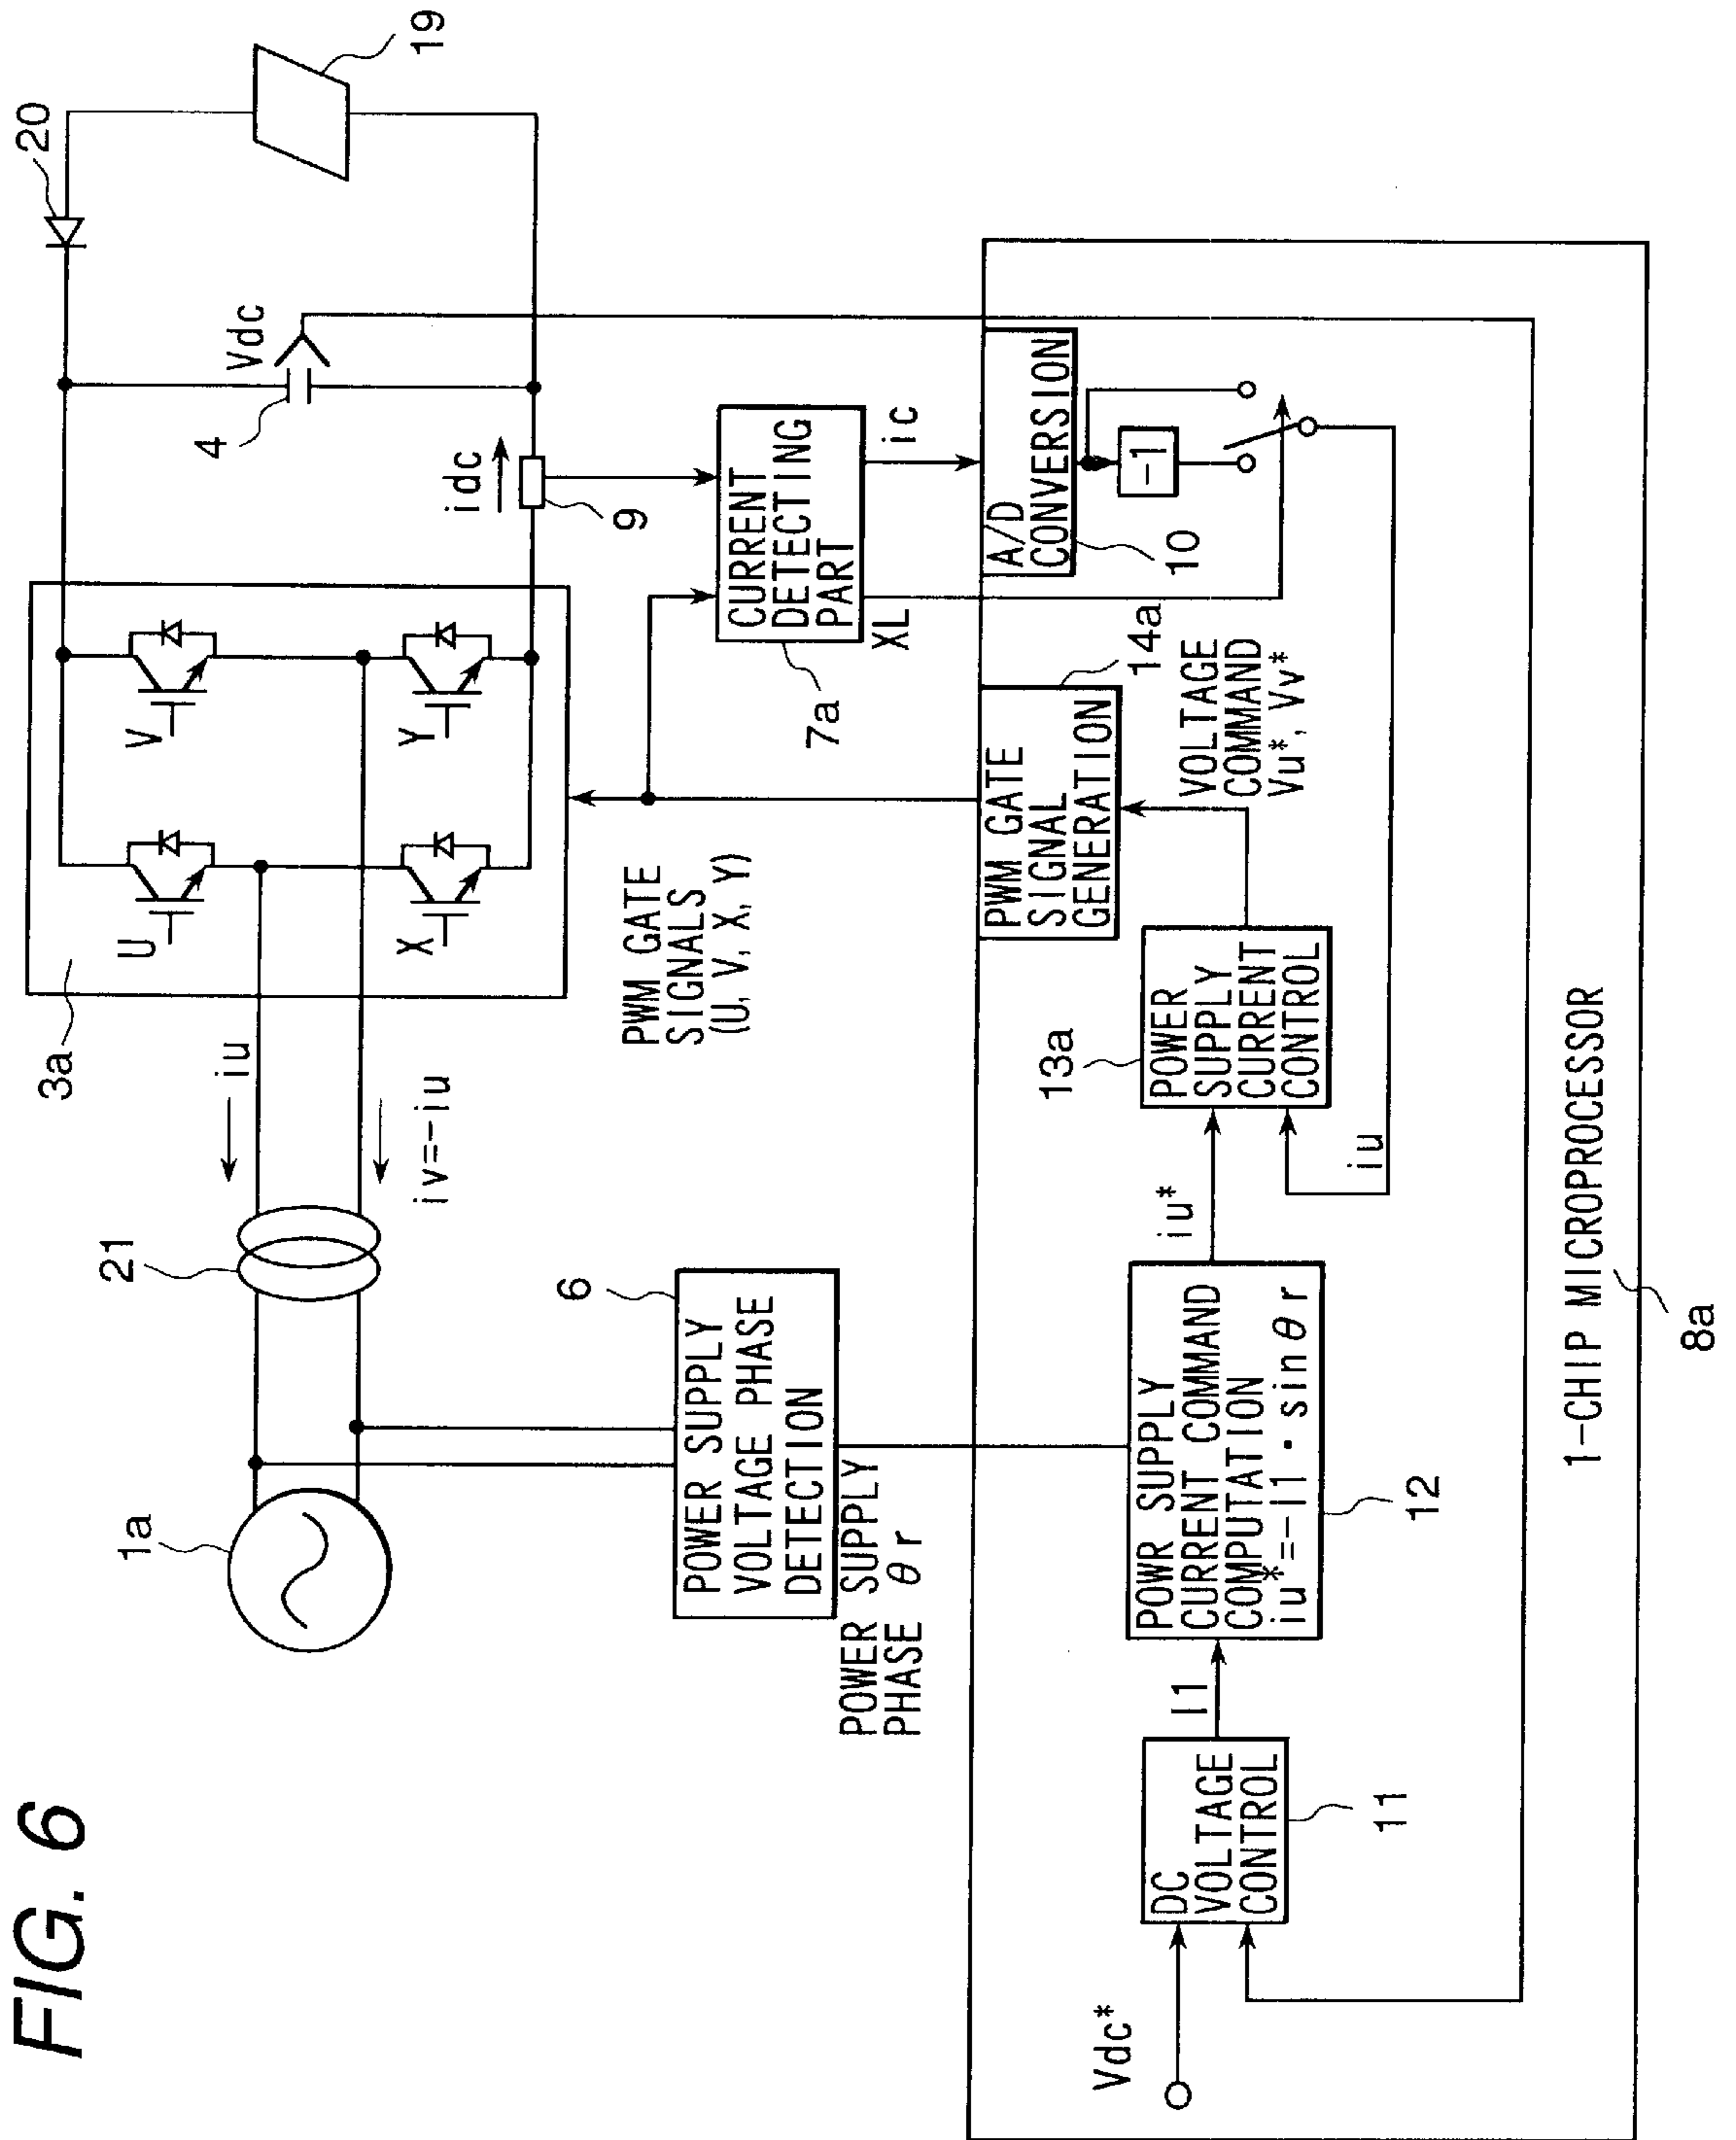 FIG. 6
1a
21
iu
iv=-iu
3a
U
V
X
Y
idc
9
4
Vdc
20
19
6
POWER SUPPLY
VOLTAGE PHASE
DETECTION
POWER SUPPLY
PHASE θr
PWM GATE
SIGNALS
(U, V, X, Y)
CURRENT
DETECTING
PART
7a
XL
ic
A/D
CONVERSION
10
-1
PWM GATE
SIGNAL
GENERATION
14a
VOLTAGE
COMMAND
Vu*, Vv*
13a
POWER
SUPPLY
CURRENT
CONTROL
iu
iu*
POWR SUPPLY
CURRENT COMMAND
COMPUTATION
iu*=-I1·sinθr
12
I1
DC
VOLTAGE
CONTROL
11
Vdc*
1-CHIP MICROPROCESSOR
8a